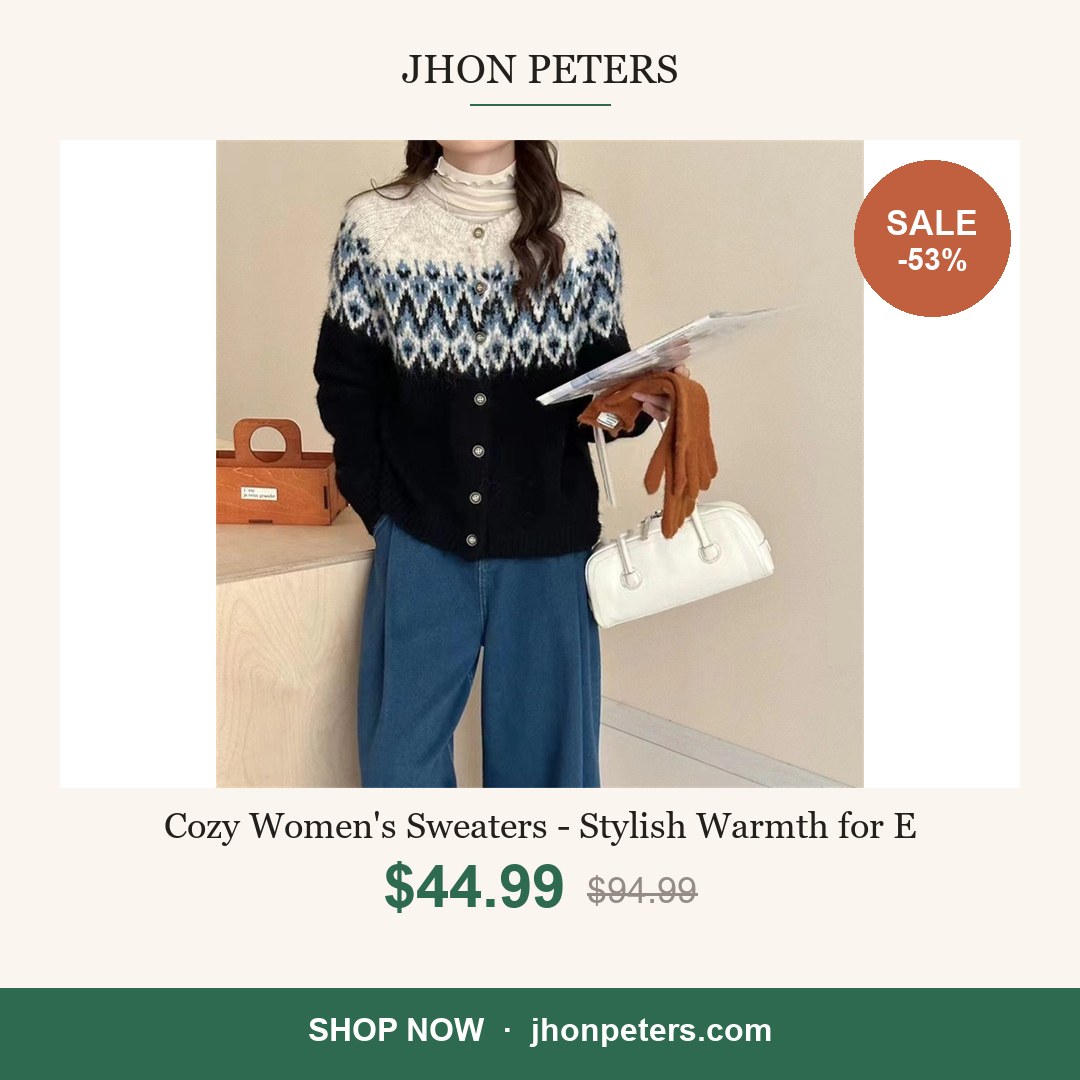 JHON PETERS
SALE
-53%
Cozy Women's Sweaters - Stylish Warmth for E
$44.99 $94.99
SHOP NOW · jhonpeters.com